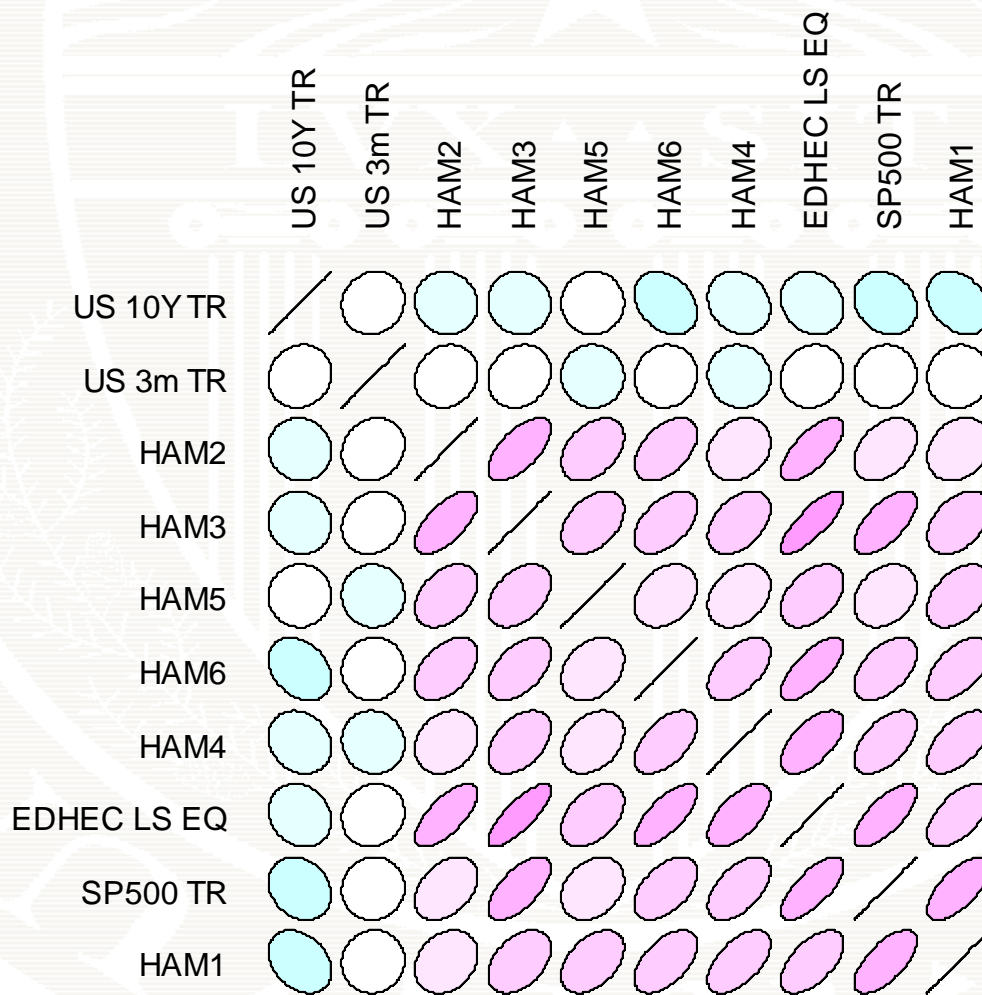 US 10Y TR
US 3m TR
HAM2
HAM3
HAM5
HAM6
HAM4
EDHEC LS EQ
SP500 TR
HAM1
US 10Y TR
US 3m TR
HAM2
HAM3
HAM5
HAM6
HAM4
EDHEC LS EQ
SP500 TR
HAM1